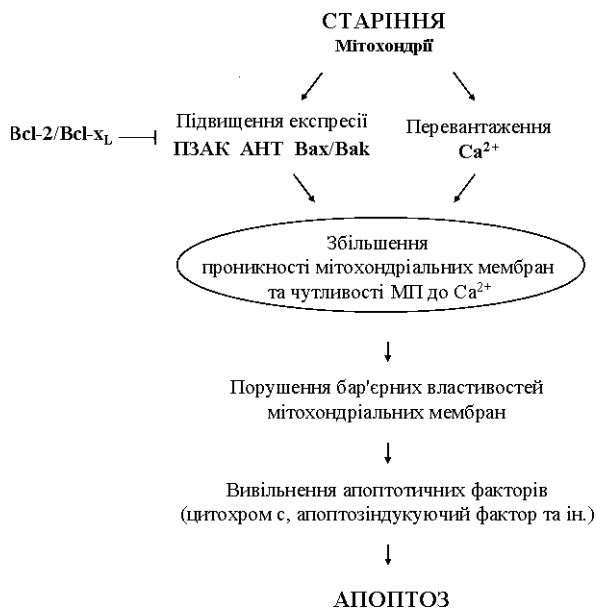 СТАРІННЯ
Мітохондрії
Bcl-2/Bcl-xL
Підвищення експресії
ПЗАК АНТ Bax/Bak
Перевантаження
Ca²⁺
Збільшення
проникності мітохондріальних мембран
та чутливості МП до Ca²⁺
Порушення бар'єрних властивостей
мітохондріальних мембран
Вивільнення апоптотичних факторів
(цитохром с, апоптозіндукуючий фактор та ін.)
АПОПТОЗ